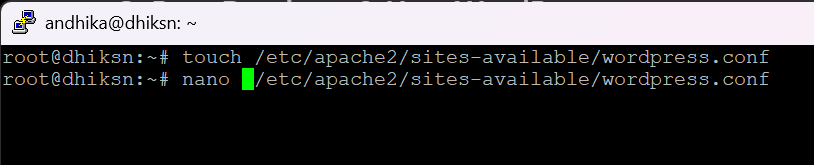 andhika@dhiksn: ~
root@dhiksn:~# touch /etc/apache2/sites-available/wordpress.conf
root@dhiksn:~# nano /etc/apache2/sites-available/wordpress.conf